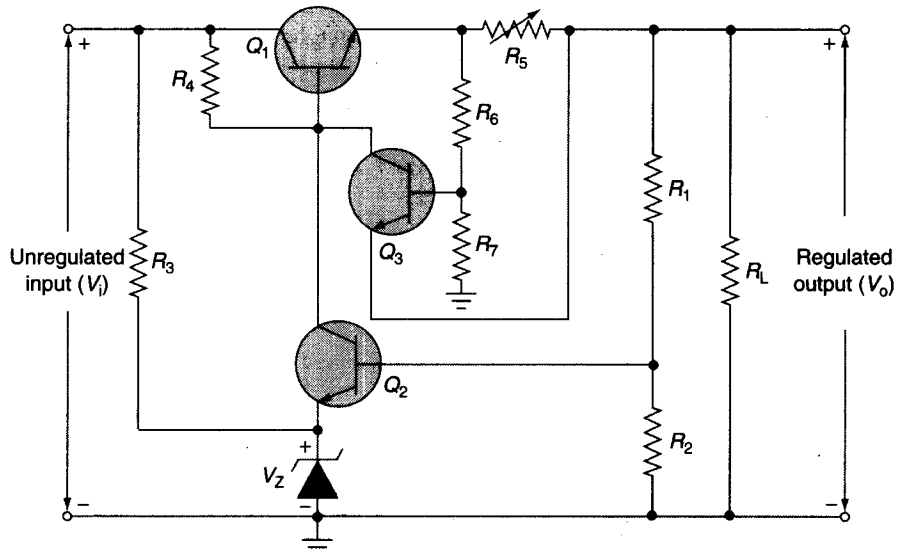 +
+
Q1
R4
R5
R6
R3
Q3
R7
R1
Unregulated
input (Vi)
RL
Regulated
output (Vo)
Q2
+
VZ
R2
–
–
–